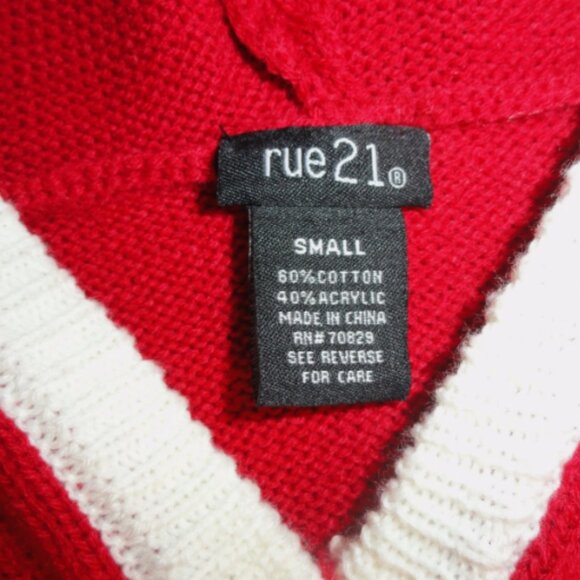 rue21®
SMALL
60% COTTON
40% ACRYLIC
MADE IN CHINA
RN# 70829
SEE REVERSE
FOR CARE